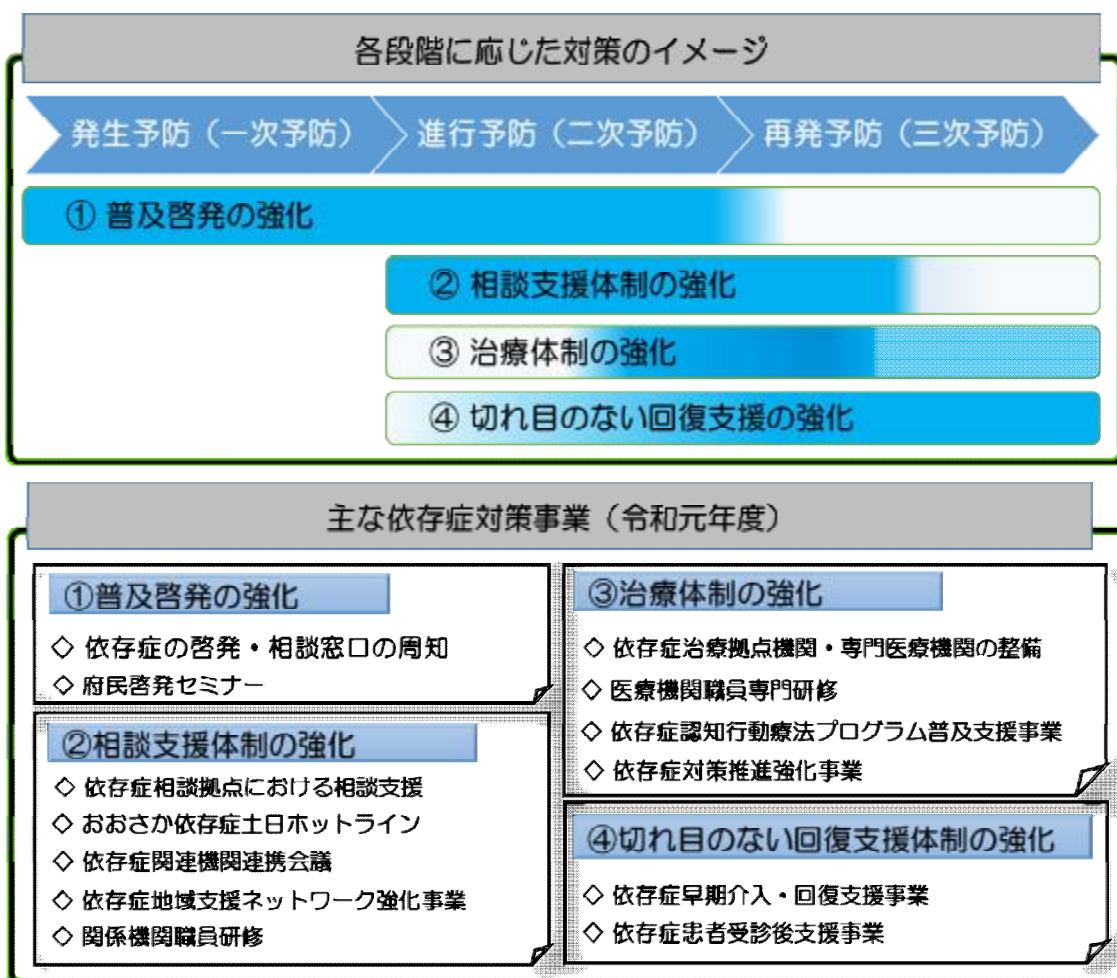 各段階に応じた対策のイメージ
発生予防（一次予防）
進行予防（二次予防）
再発予防（三次予防）
① 普及啓発の強化
② 相談支援体制の強化
③ 治療体制の強化
④ 切れ目のない回復支援の強化
主な依存症対策事業（令和元年度）
①普及啓発の強化
◇ 依存症の啓発・相談窓口の周知
◇ 府民啓発セミナー
②相談支援体制の強化
◇ 依存症相談拠点における相談支援
◇ おおさか依存症土日ホットライン
◇ 依存症関連機関連携会議
◇ 依存症地域支援ネットワーク強化事業
◇ 関係機関職員研修
③治療体制の強化
◇ 依存症治療拠点機関・専門医療機関の整備
◇ 医療機関職員専門研修
◇ 依存症認知行動療法プログラム普及支援事業
◇ 依存症対策推進強化事業
④切れ目のない回復支援体制の強化
◇ 依存症早期介入・回復支援事業
◇ 依存症患者受診後支援事業